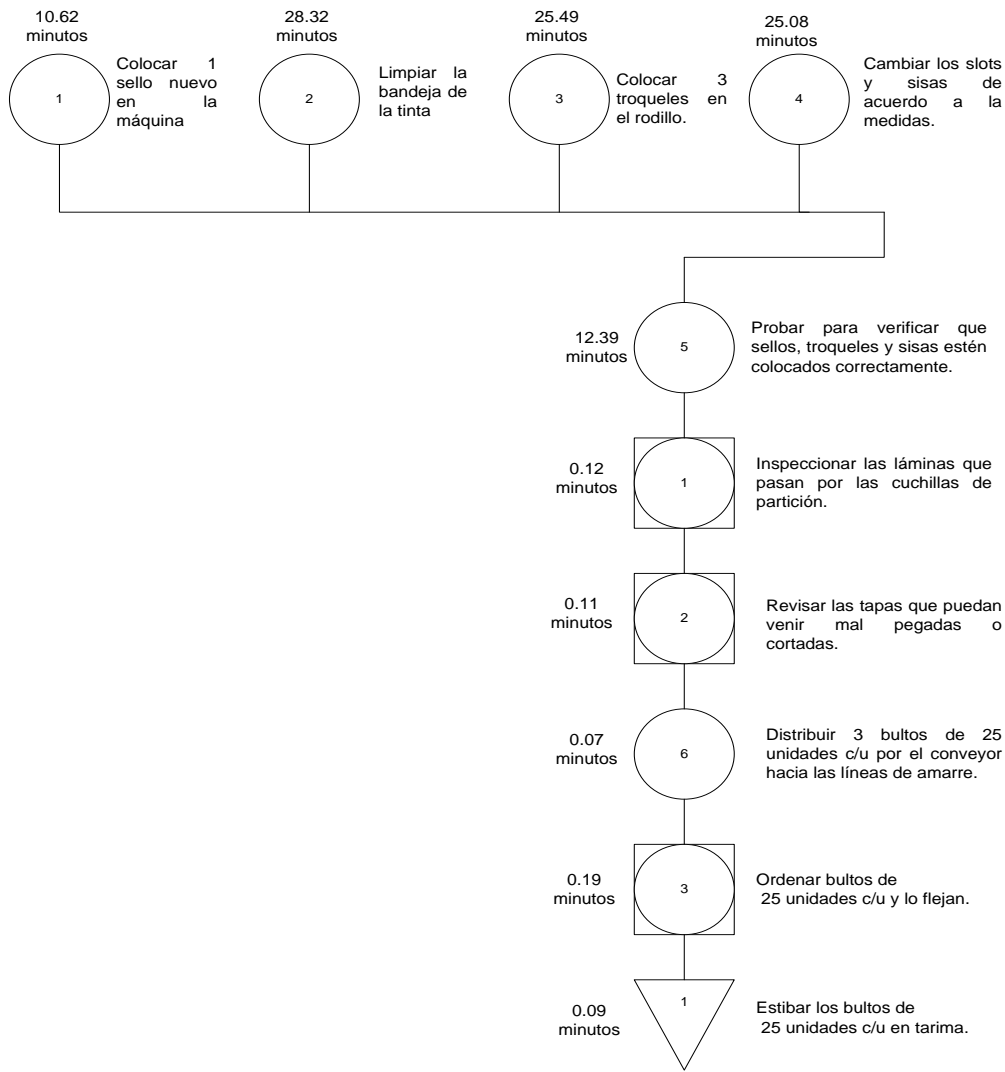 10.62
minutos
1
Colocar 1
sello nuevo
en la
máquina
28.32
minutos
2
Limpiar la
bandeja de
la tinta
25.49
minutos
3
Colocar 3
troqueles en
el rodillo.
25.08
minutos
4
Cambiar los slots
y sisas de
acuerdo a la
medidas.
12.39
minutos
5
Probar para verificar que
sellos, troqueles y sisas estén
colocados correctamente.
0.12
minutos
1
Inspeccionar las láminas que
pasan por las cuchillas de
partición.
0.11
minutos
2
Revisar las tapas que puedan
venir mal pegadas o
cortadas.
0.07
minutos
6
Distribuir 3 bultos de 25
unidades c/u por el conveyor
hacia las líneas de amarre.
0.19
minutos
3
Ordenar bultos de
25 unidades c/u y lo flejan.
0.09
minutos
1
Estibar los bultos de
25 unidades c/u en tarima.